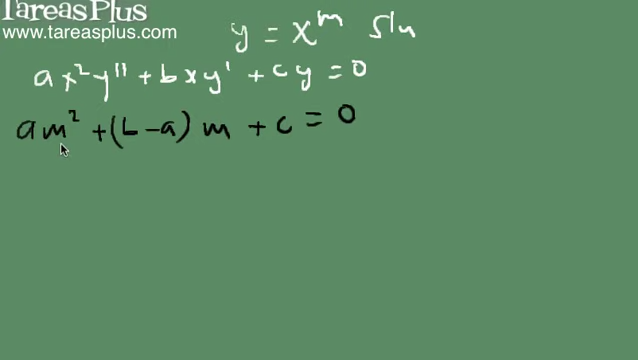 TareasPlus
www.tareasplus.com
y = x^m sln
ax²y'' + bxy' + cy = 0
am² + (b-a)m + c = 0